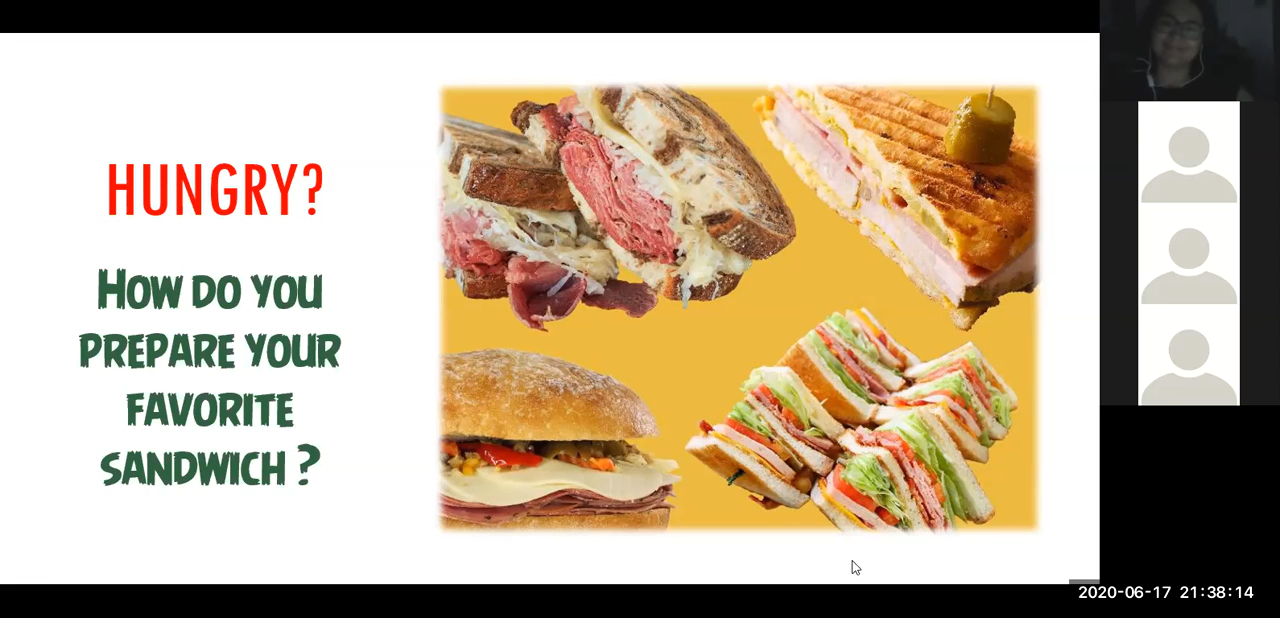 HUNGRY?
HOW DO YOU
PREPARE YOUR
FAVORITE
SANDWICH ?
2020-06-17 21:38:14